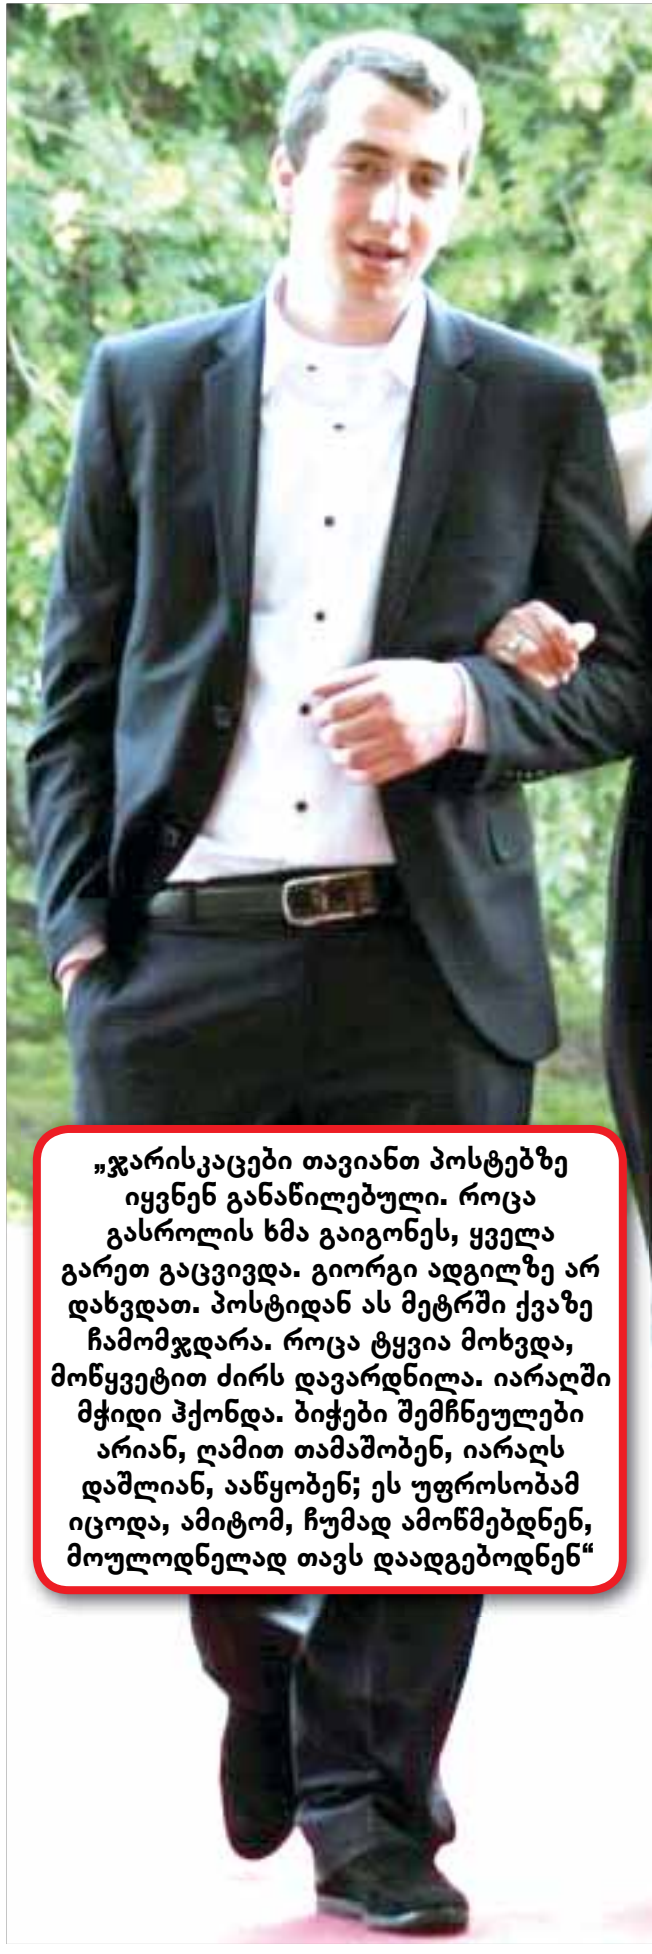 „ჯარისკაცები თავიანთ პოსტებზე
იყვნენ განაწილებული. როცა
გასროლის ხმა გაიგონეს, ყველა
გარეთ გაცვივდა. გიორგი ადგილზე არ
დახვდათ. პოსტიდან ას მეტრში ქვაზე
ჩამომჯდარა. როცა ტყვია მოხვდა,
მოწყვეტით ძირს დავარდნილა. იარაღში
მჭიდი ჰქონდა. ბიჭები შემჩნეულები
არიან, ღამით თამაშობენ, იარაღს
დაშლიან, ააწყობენ; ეს უფროსობამ
იცოდა, ამიტომ, ჩუმად ამოწმებდნენ,
მოულოდნელად თავს დაადგებოდნენ“